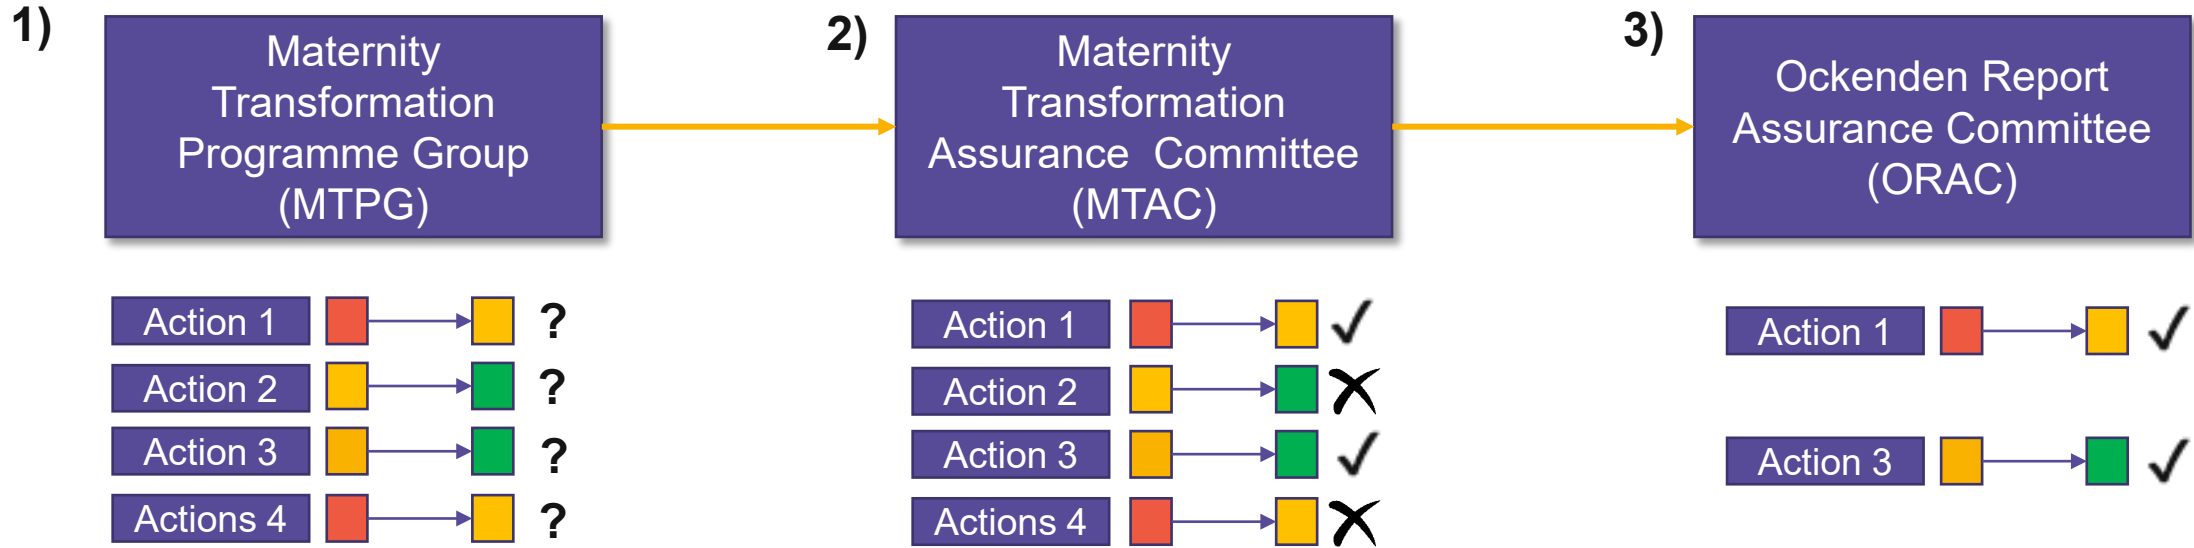 1)
Maternity
Transformation
Programme Group
(MTPG)
2)
Maternity
Transformation
Assurance  Committee
(MTAC)
3)
Ockenden Report
Assurance Committee
(ORAC)
Action 1 ?
Action 2 ?
Action 3 ?
Actions 4 ?
Action 1
Action 2
Action 3
Actions 4
Action 1
Action 3